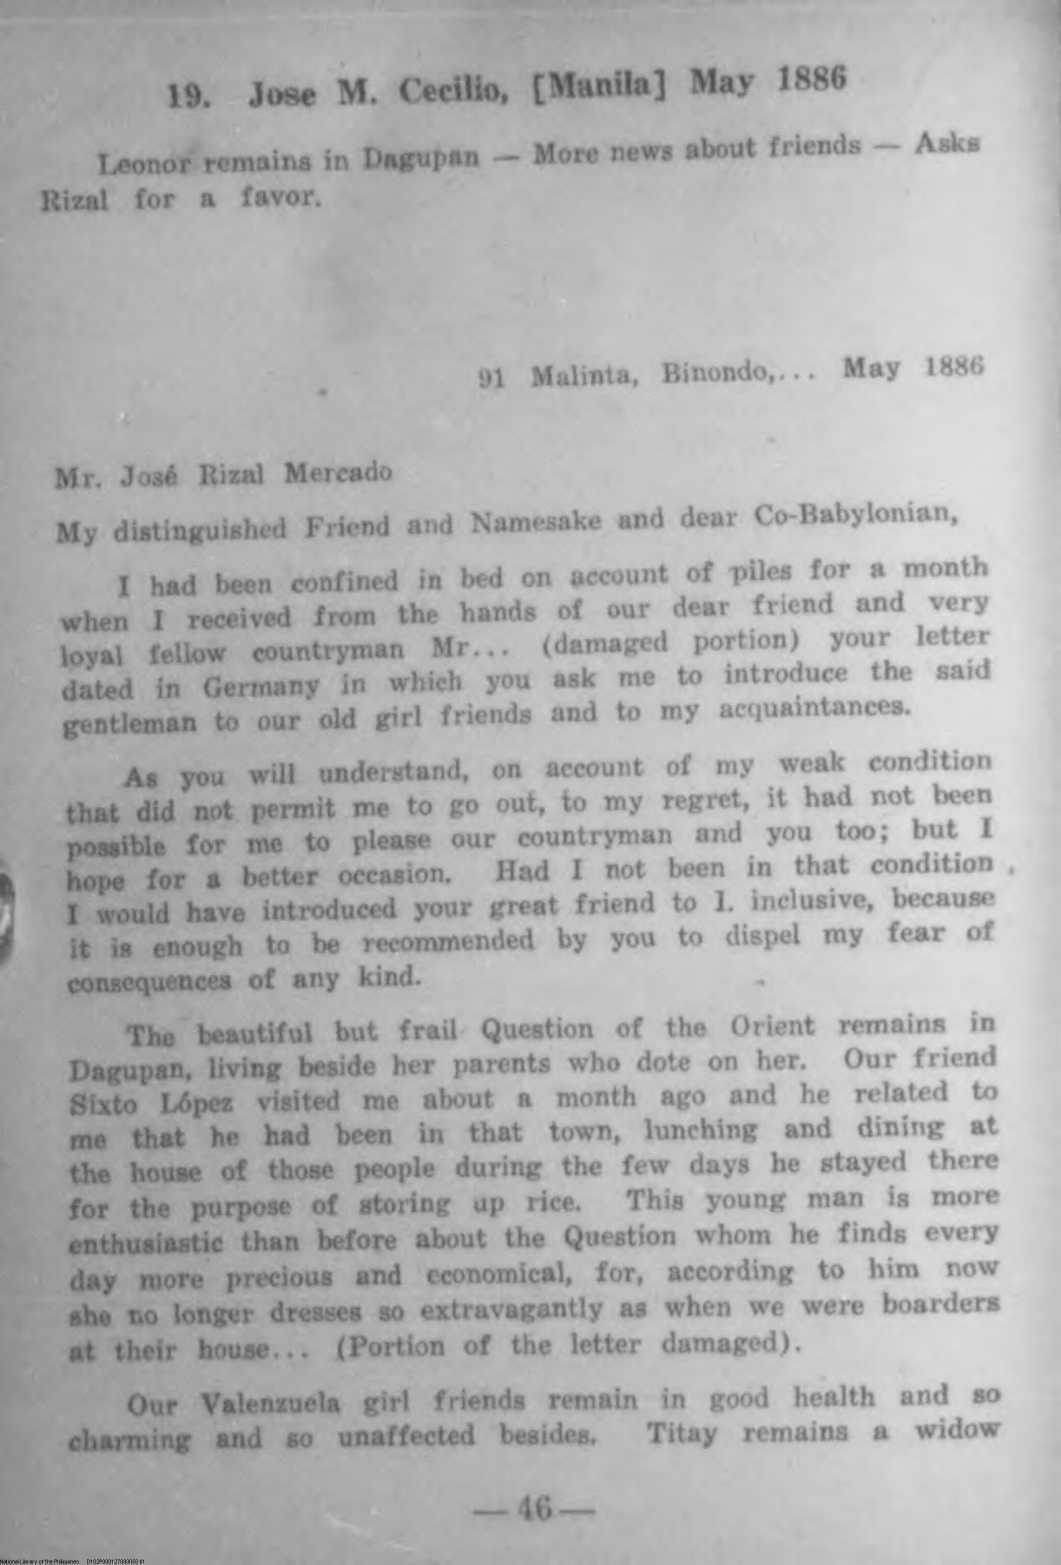 19. Jose M. Cecilio, [Manila] May 1886
Leonor remains in Dagupan — More news about friends — Asks
Rizal for a favor.
91 Malinta, Binondo,... May 1886
Mr. José Rizal Mercado
My distinguished Friend and Namesake and dear Co-Babylonian,
I had been confined in bed on account of piles for a month
when I received from the hands of our dear friend and very
loyal fellow countryman Mr... (damaged portion) your letter
dated in Germany in which you ask me to introduce the said
gentleman to our old girl friends and to my acquaintances.
As you will understand, on account of my weak condition
that did not permit me to go out, to my regret, it had not been
possible for me to please our countryman and you too; but I
hope for a better occasion. Had I not been in that condition
I would have introduced your great friend to l. inclusive, because
it is enough to be recommended by you to dispel my fear of
consequences of any kind.
The beautiful but frail Question of the Orient remains in
Dagupan, living beside her parents who dote on her. Our friend
Sixto López visited me about a month ago and he related to
me that he had been in that town, lunching and dining at
the house of those people during the few days he stayed there
for the purpose of storing up rice. This young man is more
enthusiastic than before about the Question whom he finds every
day more precious and economical, for, according to him now
she no longer dresses so extravagantly as when we were boarders
at their house... (Portion of the letter damaged).
Our Valenzuela girl friends remain in good health and so
charming and so unaffected besides. Titay remains a widow
— 46 —
National Library of the Philippines